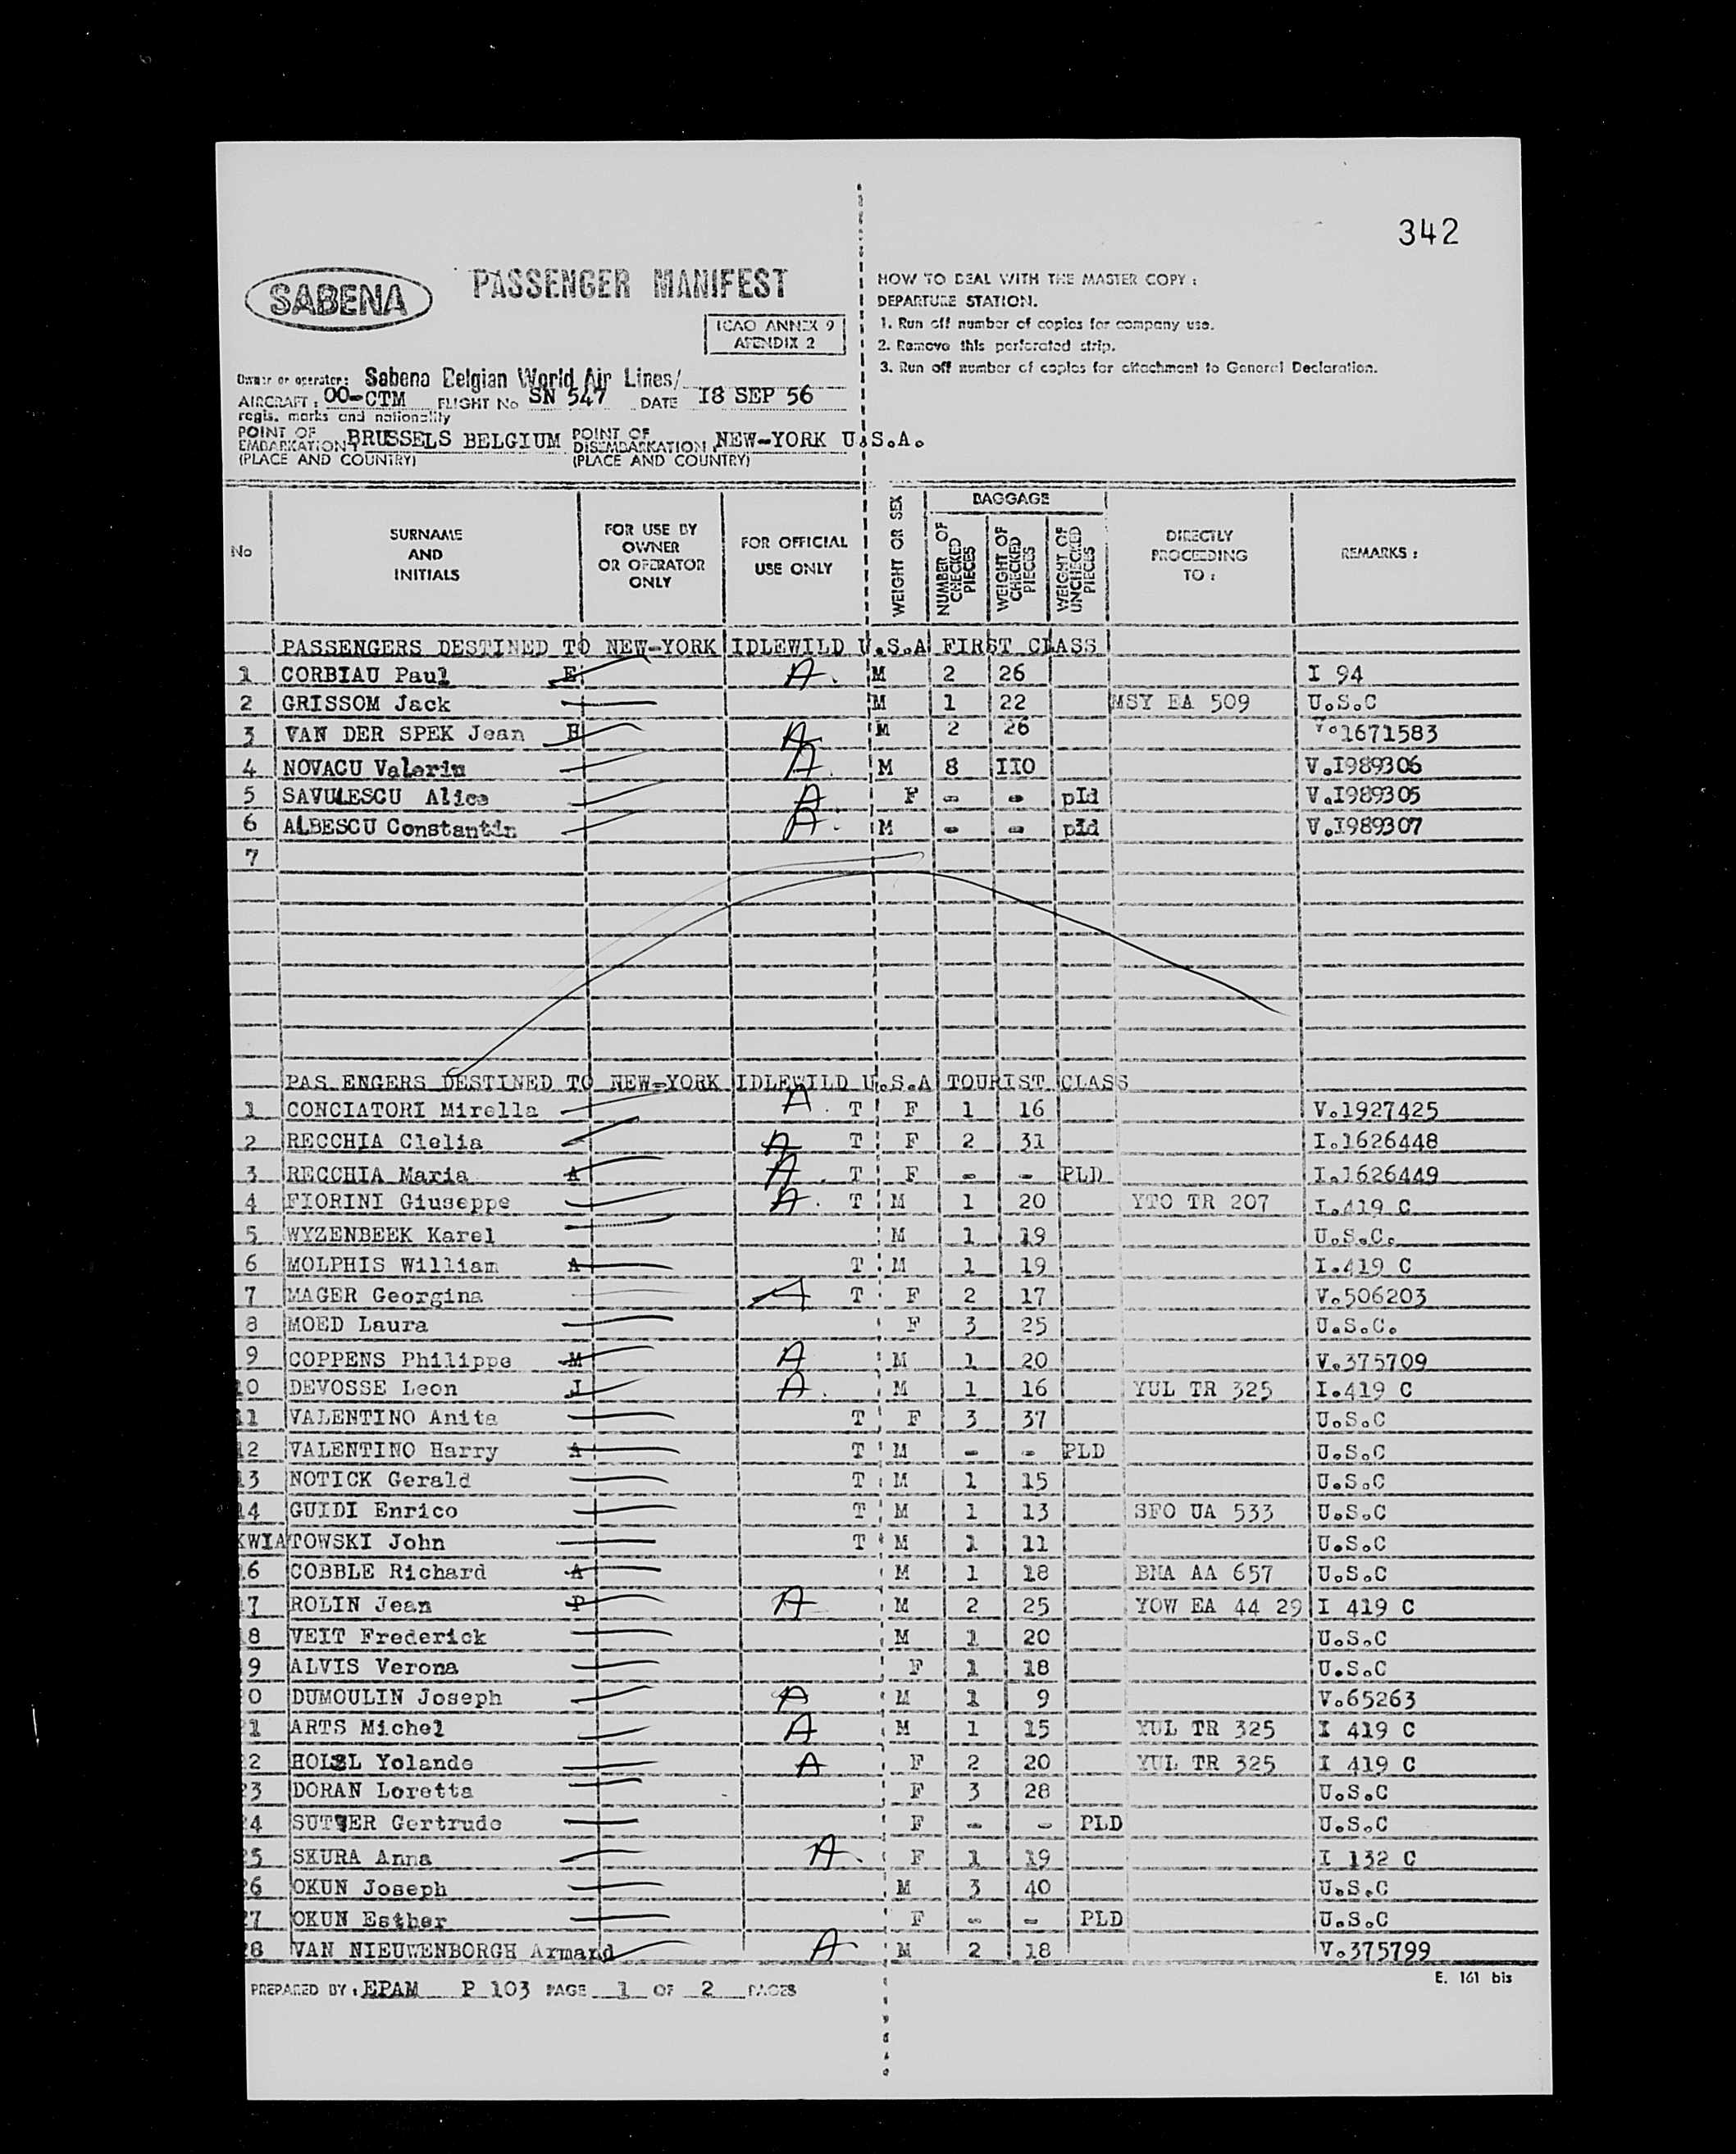 342
SABENA
PASSENGER MANIFEST
ICAO ANNEX 9
APENDIX 2
HOW TO DEAL WITH THE MASTER COPY :
DEPARTURE STATION.
1. Run off number of copies for company use.
2. Remove this perforated strip.
3. Run off number of copies for attachment to General Declaration.
Owner or operator: Sabena Belgian World Air Lines/
AIRCRAFT : OO-CTM FLIGHT No SN 547 DATE I8 SEP 56
regis. marks and nationality
POINT OF EMBARKATION : BRUSSELS BELGIUM POINT OF DISEMBARKATION : NEW-YORK U.S.A.
(PLACE AND COUNTRY) (PLACE AND COUNTRY)
No SURNAME AND INITIALS FOR USE BY OWNER OR OPERATOR ONLY FOR OFFICIAL USE ONLY WEIGHT OR SEX BAGGAGE NUMBER OF CHECKED PIECES WEIGHT OF CHECKED PIECES WEIGHT OF UNCHECKED PIECES DIRECTLY PROCEEDING TO : REMARKS :
PASSENGERS DESTINED TO NEW-YORK IDLEWILD U.S.A FIRST CLASS
1 CORBIAU Paul E A. M 2 26 I 94
2 GRISSOM Jack M 1 22 MSY EA 509 U.S.C
3 VAN DER SPEK Jean H A M 2 26 V.1671583
4 NOVACU Valeriu A. M 8 IIO V.I989306
5 SAVULESCU Alice A F - - pId V.I989305
6 ALBESCU Constantin A. M - - pId V.I989307
7
PAS ENGERS DESTINED TO NEW-YORK IDLEWILD U.S.A TOURIST CLASS
1 CONCIATORI Mirella A. T F 1 16 V.1927425
2 RECCHIA Clelia A T F 2 31 I.1626448
3 RECCHIA Maria A A. T F - - PLD I.1626449
4 FIORINI Giuseppe A. T M 1 20 YTO TR 207 I.419 C
5 WYZENBEEK Karel M 1 19 U.S.C.
6 MOLPHIS William A T M 1 19 I.419 C
7 MAGER Georgina A T F 2 17 V.506203
8 MOED Laura F 3 25 U.S.C.
9 COPPENS Philippe M A M 1 20 V.375709
10 DEVOSSE Leon J A. M 1 16 YUL TR 325 I.419 C
11 VALENTINO Anita T F 3 37 U.S.C
12 VALENTINO Harry A T M - - PLD U.S.C
13 NOTICK Gerald T M 1 15 U.S.C
14 GUIDI Enrico T M 1 13 SFO UA 533 U.S.C
KWIATOWSKI John T M 1 11 U.S.C
16 COBBLE Richard A M 1 18 BNA AA 657 U.S.C
7 ROLIN Jean P A M 2 25 YOW EA 44 29 I 419 C
8 VEIT Frederick M 1 20 U.S.C
9 ALVIS Verona F 1 18 U.S.C
0 DUMOULIN Joseph A M 1 9 V.65263
1 ARTS Michel A M 1 15 YUL TR 325 I 419 C
2 Yolande A F 2 20 YUL TR 325 I 419 C
23 DORAN Loretta F 3 28 U.S.C
24 Gertrude F - - PLD U.S.C
25 SKURA Anna A. F 1 19 I 132 C
26 OKUN Joseph M 3 40 U.S.C
27 OKUN Esther F - - PLD U.S.C
28 VAN NIEUWENBORGH Armand A M 2 18 V.375799
PREPARED BY : EPAM P 103 PAGE 1 OF 2 PAGES
E. 161 bis